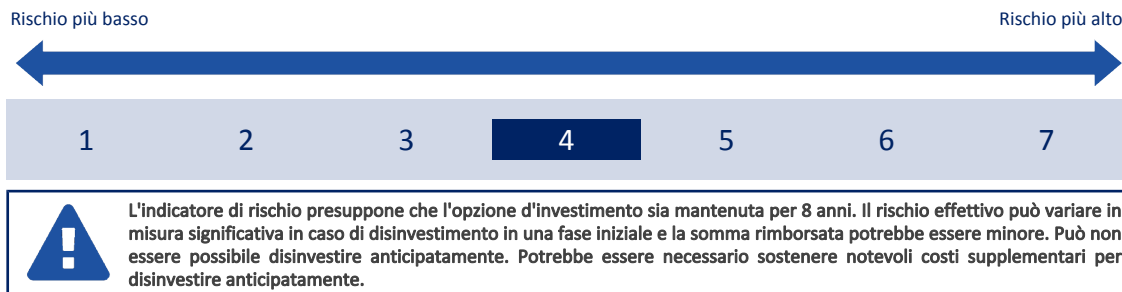 Rischio più basso Rischio più alto
1 2 3 4 5 6 7
L'indicatore di rischio presuppone che l'opzione d'investimento sia mantenuta per 8 anni. Il rischio effettivo può variare in
misura significativa in caso di disinvestimento in una fase iniziale e la somma rimborsata potrebbe essere minore. Può non
essere possibile disinvestire anticipatamente. Potrebbe essere necessario sostenere notevoli costi supplementari per
disinvestire anticipatamente.